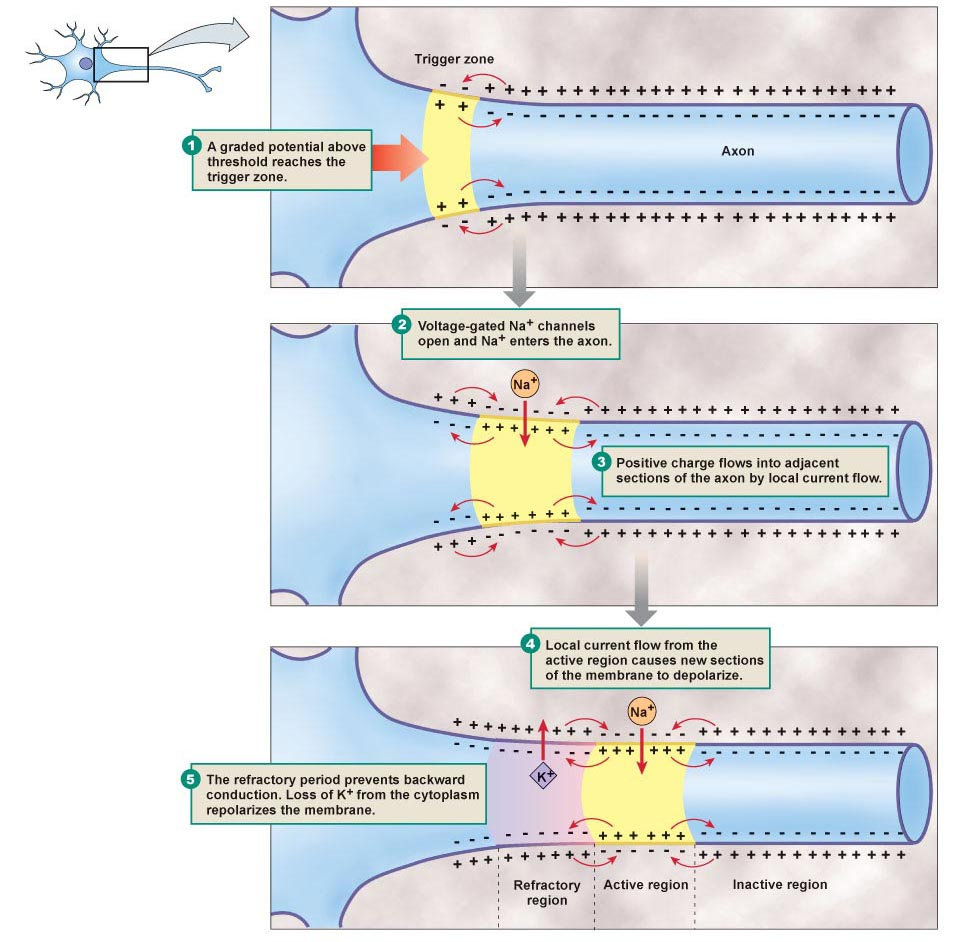 Trigger zone
1 A graded potential above
threshold reaches the
trigger zone.
Axon
2 Voltage-gated Na+ channels
open and Na+ enters the axon.
Na+
3 Positive charge flows into adjacent
sections of the axon by local current flow.
4 Local current flow from the
active region causes new sections
of the membrane to depolarize.
Na+
5 The refractory period prevents backward
conduction. Loss of K+ from the cytoplasm
repolarizes the membrane.
K+
Refractory
region
Active region
Inactive region